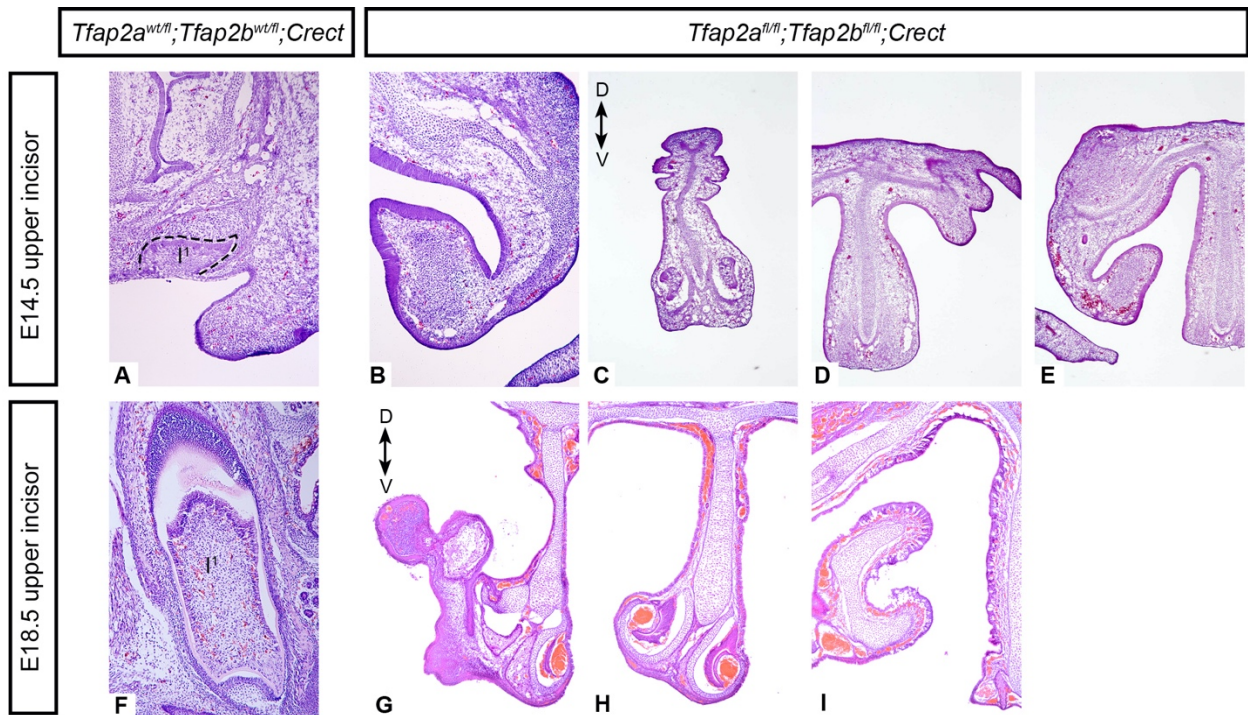 Tfap2a^wt/fl;Tfap2b^wt/fl;Crect
Tfap2a^fl/fl;Tfap2b^fl/fl;Crect
E14.5 upper incisor
I¹
A
B
D
V
C
D
E
E18.5 upper incisor
I¹
F
D
V
G
H
I